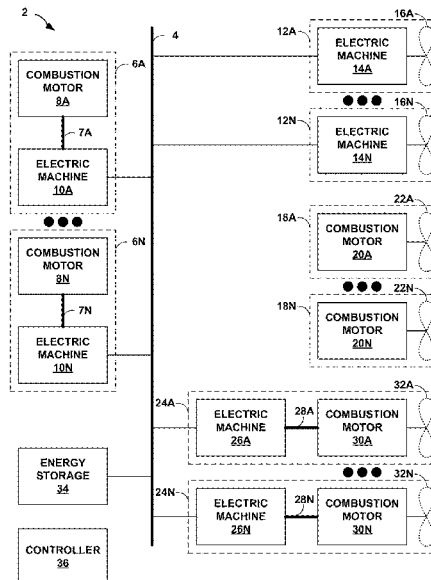 2
4
6A
COMBUSTION
MOTOR
8A
7A
ELECTRIC
MACHINE
10A
6N
COMBUSTION
MOTOR
8N
7N
ELECTRIC
MACHINE
10N
ENERGY
STORAGE
34
CONTROLLER
36
12A
16A
ELECTRIC
MACHINE
14A
12N
16N
ELECTRIC
MACHINE
14N
18A
22A
COMBUSTION
MOTOR
20A
18N
22N
COMBUSTION
MOTOR
20N
24A
28A
32A
ELECTRIC
MACHINE
26A
COMBUSTION
MOTOR
30A
24N
28N
32N
ELECTRIC
MACHINE
26N
COMBUSTION
MOTOR
30N